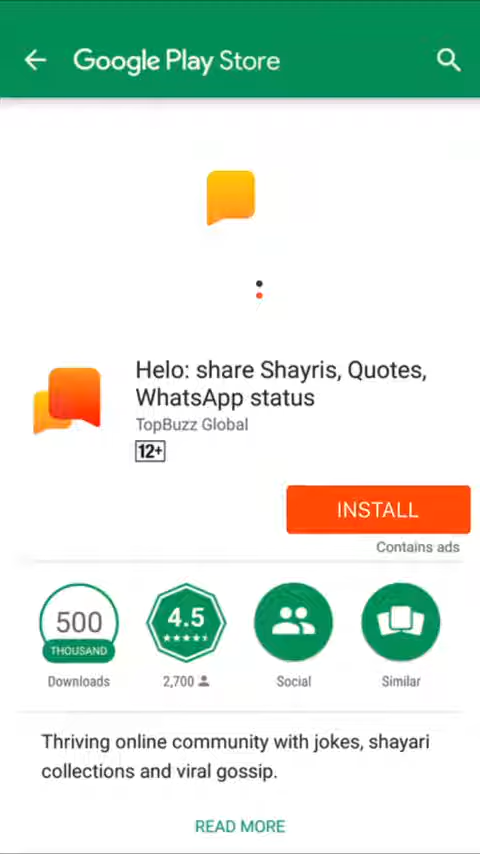 Google Play Store
Helo: share Shayris, Quotes,
WhatsApp status
TopBuzz Global
12+
INSTALL
Contains ads
500
THOUSAND
Downloads
4.5
2,700
Social
Similar
Thriving online community with jokes, shayari
collections and viral gossip.
READ MORE